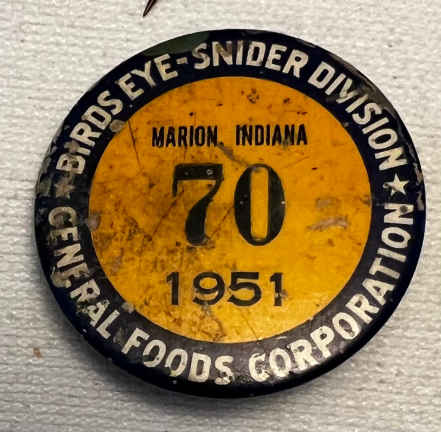 BIRDS EYE-SNIDER DIVISION
MARION, INDIANA
70
1951
GENERAL FOODS CORPORATION